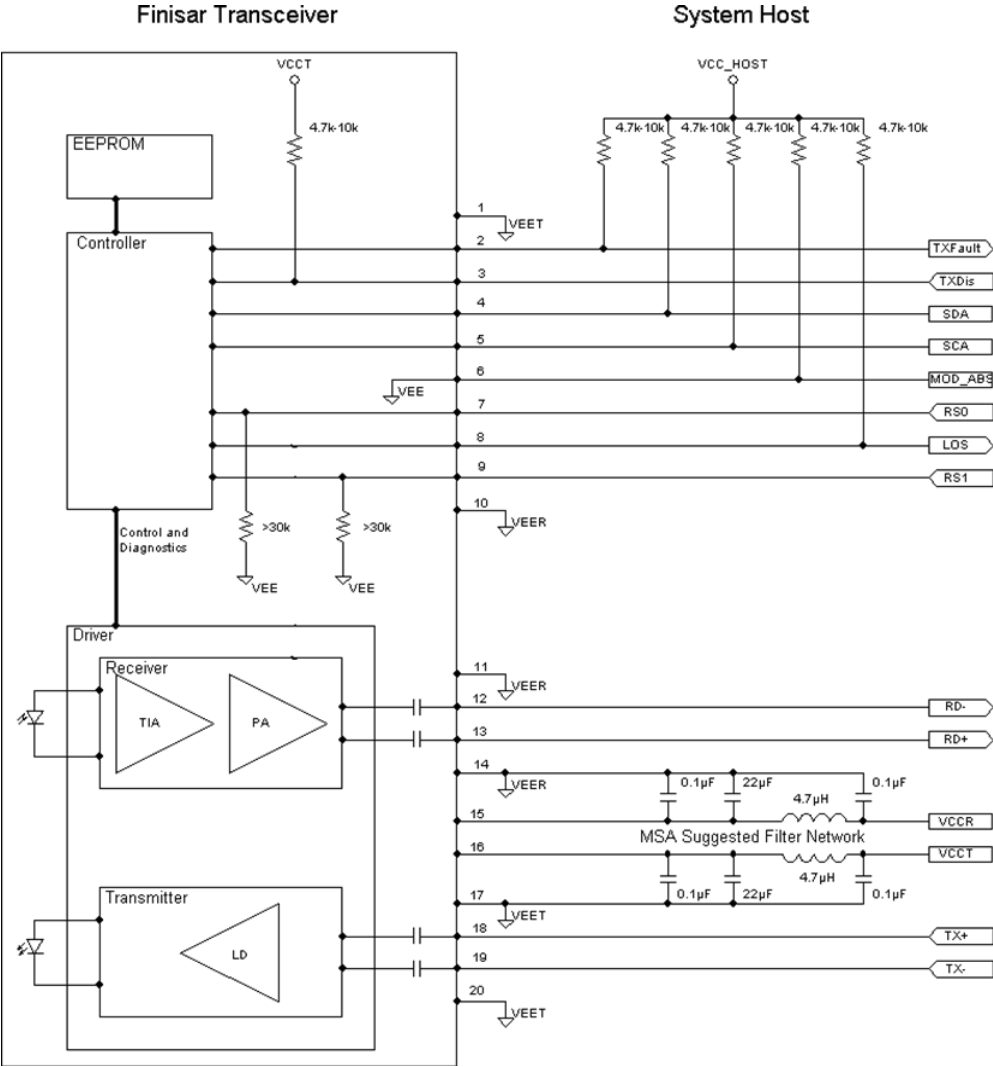 Finisar Transceiver
System Host
VCCT
VCC_HOST
4.7k-10k
4.7k-10k
4.7k-10k
4.7k-10k
4.7k-10k
4.7k-10k
EEPROM
1
VEET
Controller
2
TXFault
3
TXDis
4
SDA
5
SCA
6
VEE
MOD_ABS
7
RS0
8
LOS
9
RS1
10
VEER
>30k
>30k
Control and
Diagnostics
VEE
VEE
Driver
Receiver
11
VEER
TIA
PA
12
RD-
13
RD+
14
VEER
0.1µF
22µF
4.7µH
0.1µF
15
VCCR
MSA Suggested Filter Network
16
VCCT
4.7µH
17
VEET
0.1µF
22µF
0.1µF
Transmitter
LD
18
TX+
19
TX-
20
VEET